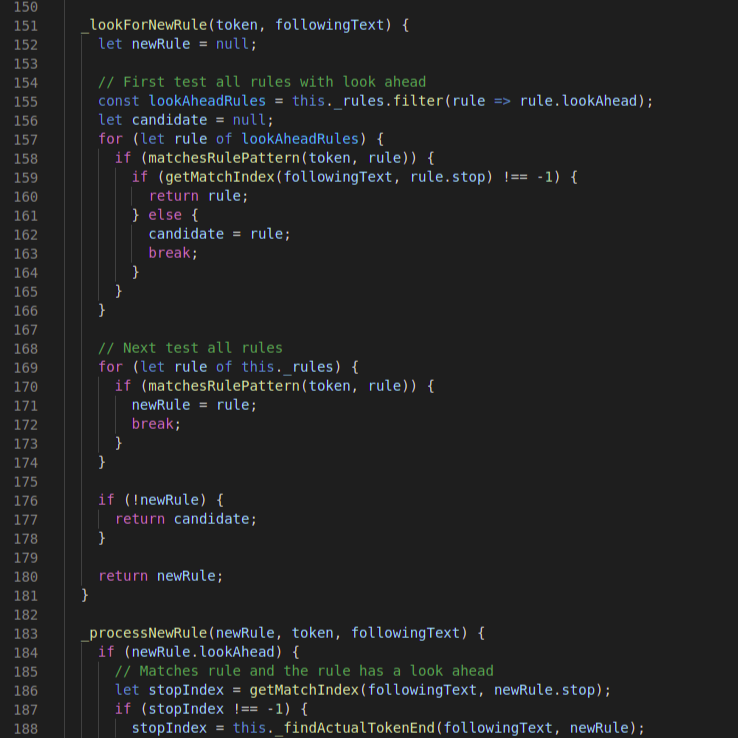 150
151 _lookForNewRule(token, followingText) {
152 let newRule = null;
153
154 // First test all rules with look ahead
155 const lookAheadRules = this._rules.filter(rule => rule.lookAhead);
156 let candidate = null;
157 for (let rule of lookAheadRules) {
158 if (matchesRulePattern(token, rule)) {
159 if (getMatchIndex(followingText, rule.stop) !== -1) {
160 return rule;
161 } else {
162 candidate = rule;
163 break;
164 }
165 }
166 }
167
168 // Next test all rules
169 for (let rule of this._rules) {
170 if (matchesRulePattern(token, rule)) {
171 newRule = rule;
172 break;
173 }
174 }
175
176 if (!newRule) {
177 return candidate;
178 }
179
180 return newRule;
181 }
182
183 _processNewRule(newRule, token, followingText) {
184 if (newRule.lookAhead) {
185 // Matches rule and the rule has a look ahead
186 let stopIndex = getMatchIndex(followingText, newRule.stop);
187 if (stopIndex !== -1) {
188 stopIndex = this._findActualTokenEnd(followingText, newRule);